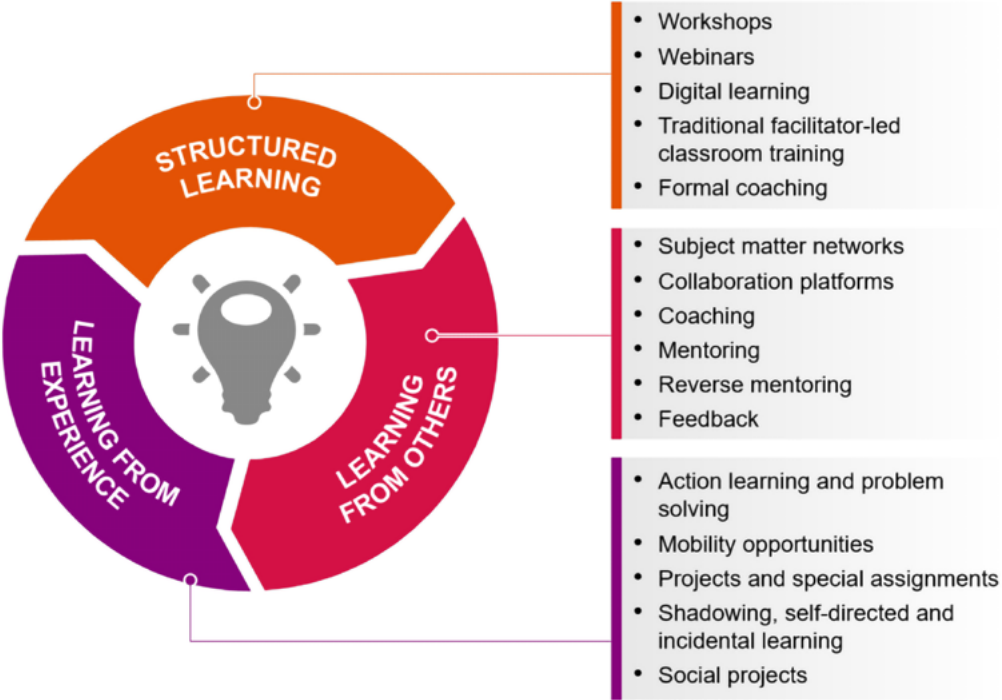 STRUCTURED
LEARNING
• Workshops
• Webinars
• Digital learning
• Traditional facilitator-led
classroom training
• Formal coaching
LEARNING
FROM OTHERS
• Subject matter networks
• Collaboration platforms
• Coaching
• Mentoring
• Reverse mentoring
• Feedback
LEARNING FROM
EXPERIENCE
• Action learning and problem
solving
• Mobility opportunities
• Projects and special assignments
• Shadowing, self-directed and
incidental learning
• Social projects